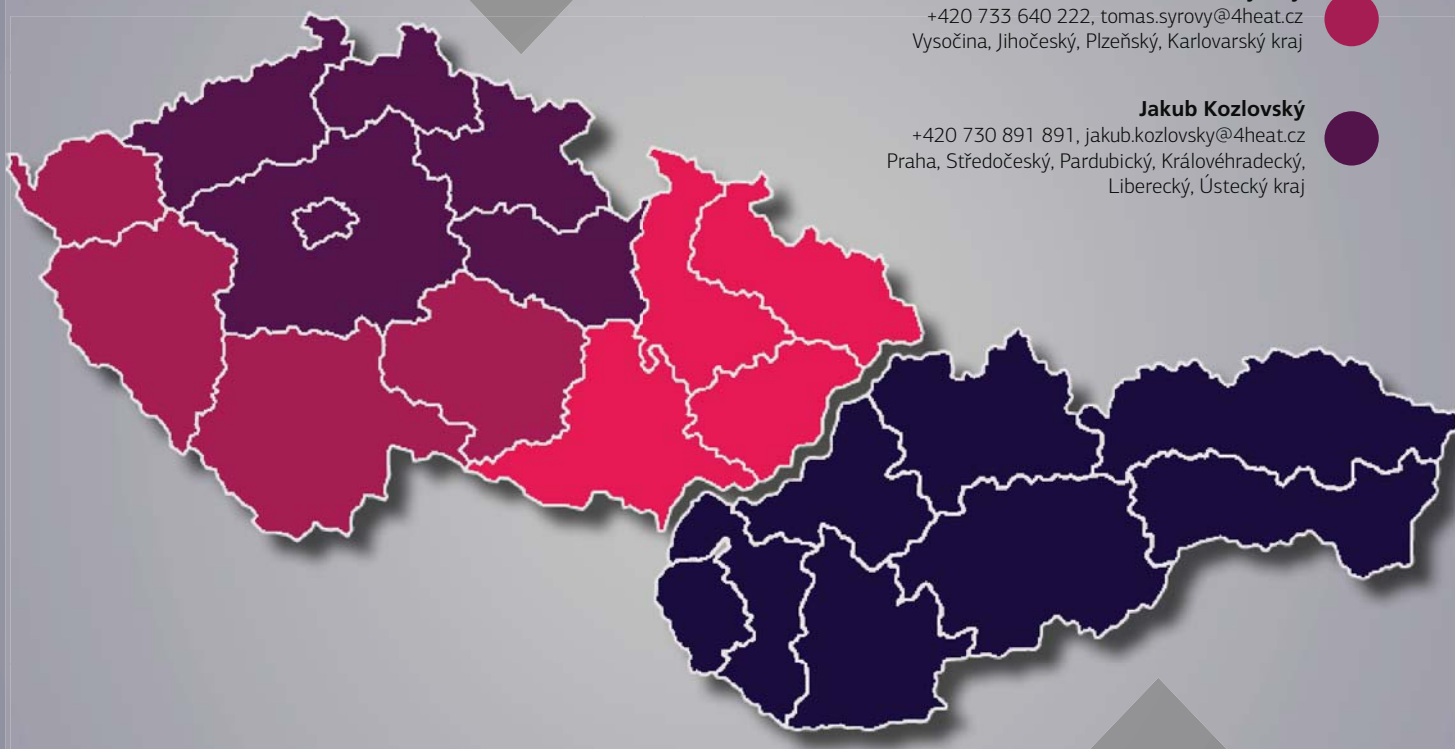 +420 733 640 222, tomas.syrovy@4heat.cz
Vysočina, Jihočeský, Plzeňský, Karlovarský kraj
Jakub Kozlovský
+420 730 891 891, jakub.kozlovsky@4heat.cz
Praha, Středočeský, Pardubický, Královéhradecký,
Liberecký, Ústecký kraj